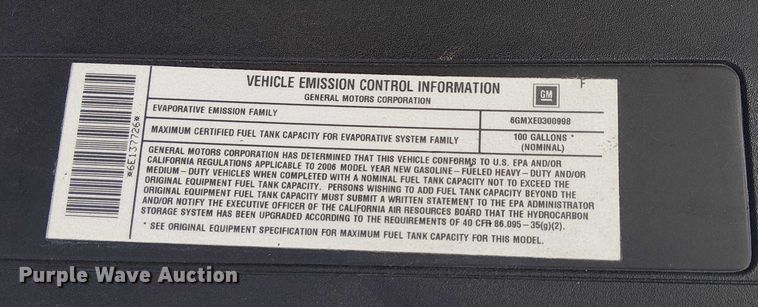 F
VEHICLE EMISSION CONTROL INFORMATION
GENERAL MOTORS CORPORATION
GM
EVAPORATIVE EMISSION FAMILY 6GMXE0300998
MAXIMUM CERTIFIED FUEL TANK CAPACITY FOR EVAPORATIVE SYSTEM FAMILY 100 GALLONS *
(NOMINAL)
GENERAL MOTORS CORPORATION HAS DETERMINED THAT THIS VEHICLE CONFORMS TO U.S. EPA AND/OR
CALIFORNIA REGULATIONS APPLICABLE TO 2006 MODEL YEAR NEW GASOLINE-FUELED HEAVY-DUTY AND/OR
MEDIUM-DUTY VEHICLES WHEN COMPLETED WITH A NOMINAL FUEL TANK CAPACITY NOT TO EXCEED THE
ORIGINAL EQUIPMENT FUEL TANK CAPACITY. PERSONS WISHING TO ADD FUEL TANK CAPACITY BEYOND THE
ORIGINAL EQUIPMENT FUEL TANK CAPACITY MUST SUBMIT A WRITTEN STATEMENT TO THE EPA ADMINISTRATOR
AND/OR NOTIFY THE EXECUTIVE OFFICER OF THE CALIFORNIA AIR RESOURCES BOARD THAT THE HYDROCARBON
STORAGE SYSTEM HAS BEEN UPGRADED ACCORDING TO THE REQUIREMENTS OF 40 CFR 86.095-35(g)(2).
* SEE ORIGINAL EQUIPMENT SPECIFICATION FOR MAXIMUM FUEL TANK CAPACITY FOR THIS MODEL.
*6E137726*
Purple Wave Auction